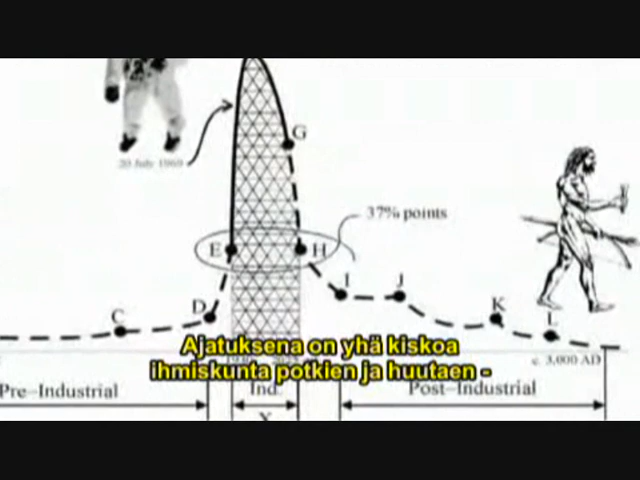 G
20 July 1969
37% points
E
H
I
J
D
C
K
L
Ajatuksena on yhä kiskoa
ihmiskunta potkien ja huutaen -
c. 3,000 AD
Pre-Industrial
Ind.
Post-Industrial